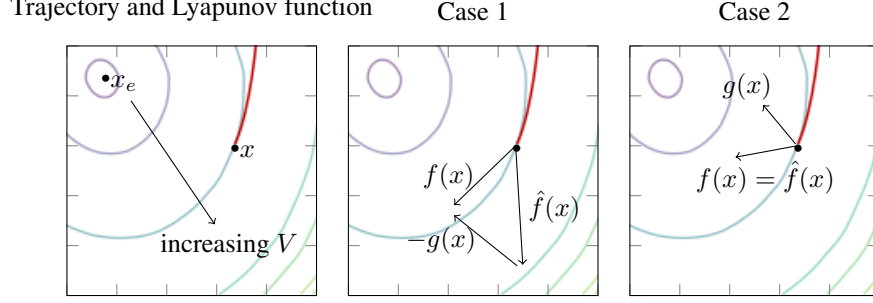 Trajectory and Lyapunov function
Case 1
Case 2
x_e
x
increasing V
f(x)
f̂(x)
−g(x)
g(x)
f(x) = f̂(x)